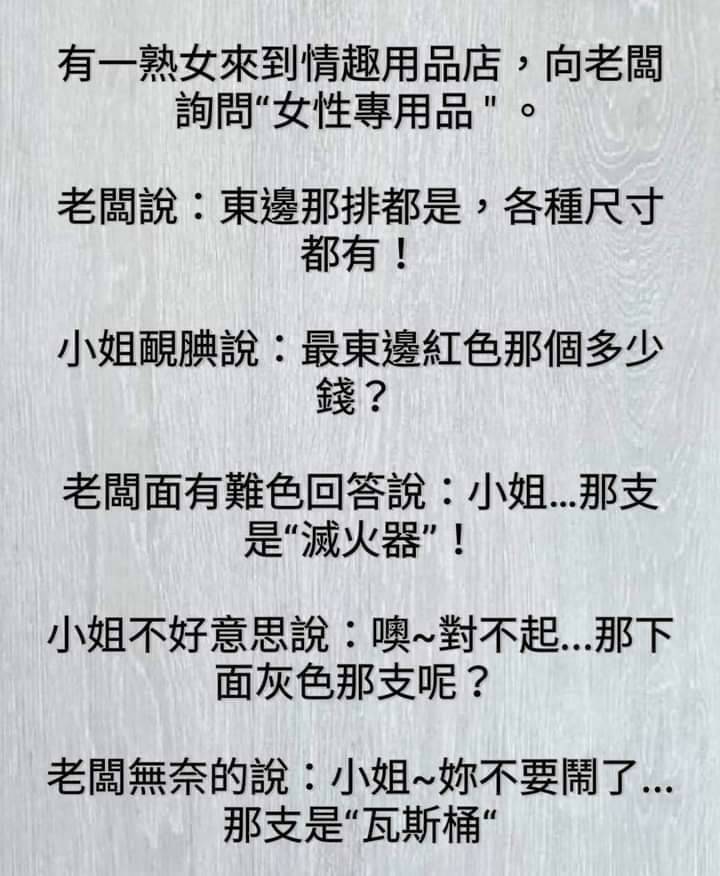 有一熟女來到情趣用品店，向老闆
詢問“女性專用品 " 。
老闆說：東邊那排都是，各種尺寸
都有！
小姐靦腆說：最東邊紅色那個多少
錢？
老闆面有難色回答說：小姐...那支
是“滅火器”！
小姐不好意思說：噢~對不起...那下
面灰色那支呢？
老闆無奈的說：小姐~妳不要鬧了...
那支是“瓦斯桶“